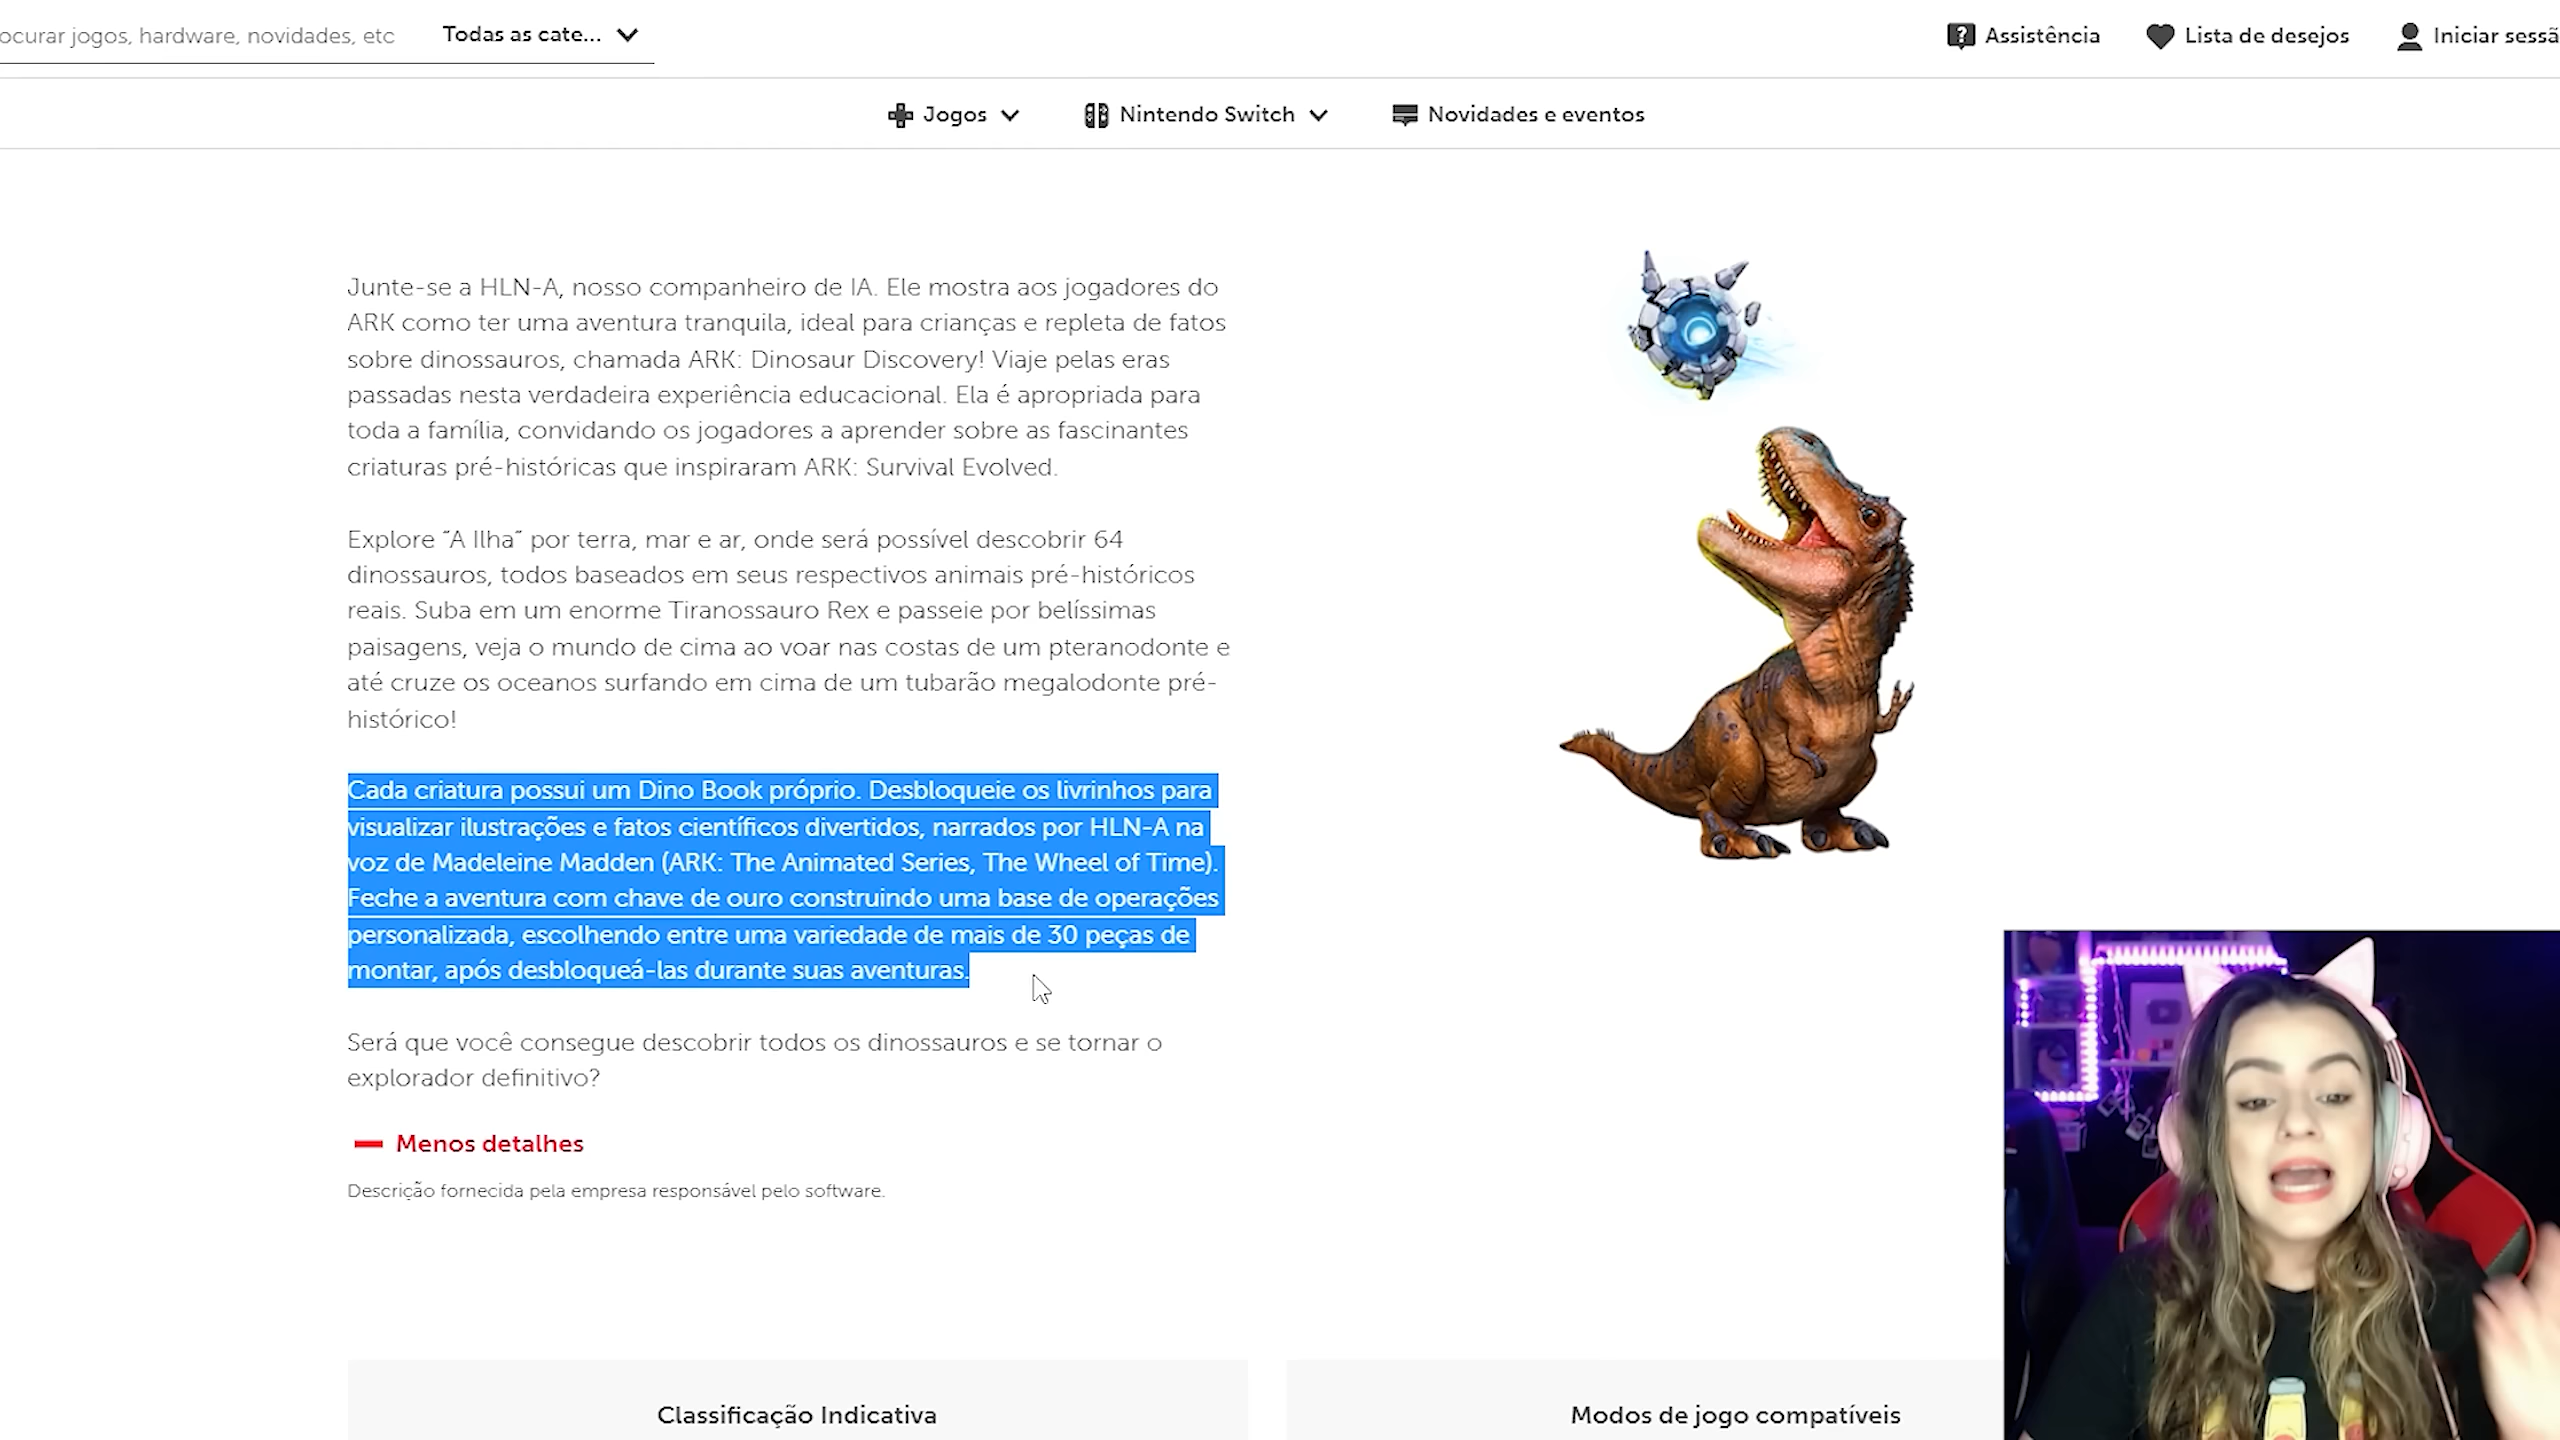 ocurar jogos, hardware, novidades, etc
Todas as cate...
Assistência
Lista de desejos
Iniciar sessã
Jogos
Nintendo Switch
Novidades e eventos
Junte-se a HLN-A, nosso companheiro de IA. Ele mostra aos jogadores do
ARK como ter uma aventura tranquila, ideal para crianças e repleta de fatos
sobre dinossauros, chamada ARK: Dinosaur Discovery! Viaje pelas eras
passadas nesta verdadeira experiência educacional. Ela é apropriada para
toda a família, convidando os jogadores a aprender sobre as fascinantes
criaturas pré-históricas que inspiraram ARK: Survival Evolved.
Explore “A Ilha” por terra, mar e ar, onde será possível descobrir 64
dinossauros, todos baseados em seus respectivos animais pré-históricos
reais. Suba em um enorme Tiranossauro Rex e passeie por belíssimas
paisagens, veja o mundo de cima ao voar nas costas de um pteranodonte e
até cruze os oceanos surfando em cima de um tubarão megalodonte pré-
histórico!
Cada criatura possui um Dino Book próprio. Desbloqueie os livrinhos para
visualizar ilustrações e fatos científicos divertidos, narrados por HLN-A na
voz de Madeleine Madden (ARK: The Animated Series, The Wheel of Time).
Feche a aventura com chave de ouro construindo uma base de operações
personalizada, escolhendo entre uma variedade de mais de 30 peças de
montar, após desbloqueá-las durante suas aventuras.
Será que você consegue descobrir todos os dinossauros e se tornar o
explorador definitivo?
Menos detalhes
Descrição fornecida pela empresa responsável pelo software.
Classificação Indicativa
Modos de jogo compatíveis